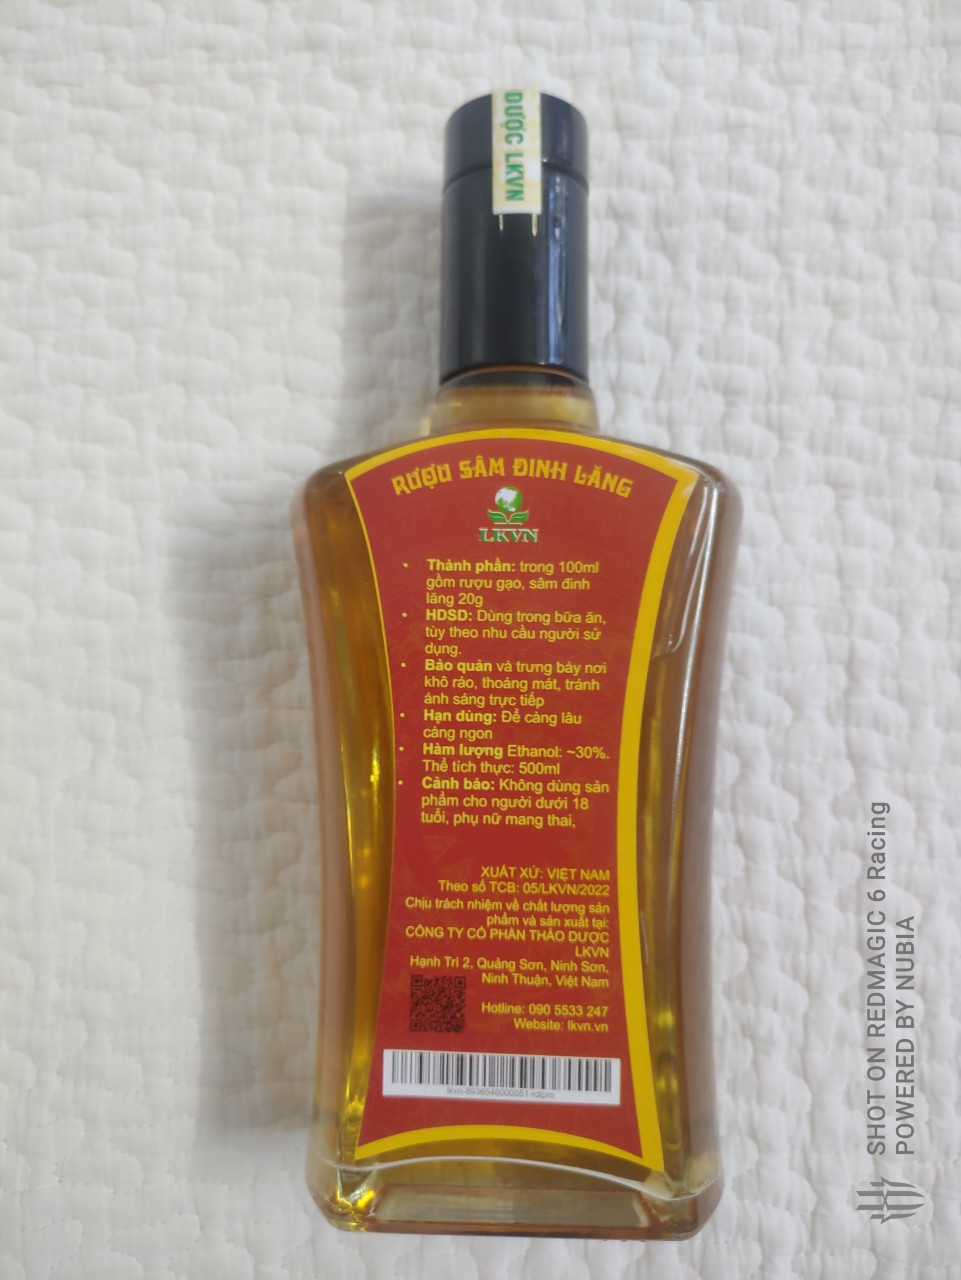 DƯỢC LKVN
RƯỢU SÂM ĐINH LĂNG
LKVN
• Thành phần: trong 100ml
gồm rượu gạo, sâm đinh
lăng 20g
• HDSD: Dùng trong bữa ăn,
tùy theo nhu cầu người sử
dụng.
• Bảo quản và trưng bày nơi
khô ráo, thoáng mát, tránh
ánh sáng trực tiếp
• Hạn dùng: Để càng lâu
càng ngon
• Hàm lượng Ethanol: ~30%.
Thể tích thực: 500ml
• Cảnh báo: Không dùng sản
phẩm cho người dưới 18
tuổi, phụ nữ mang thai,
XUẤT XỨ: VIỆT NAM
Theo số TCB: 05/LKVN/2022
Chịu trách nhiệm về chất lượng sản
phẩm và sản xuất tại:
CÔNG TY CỔ PHẦN THẢO DƯỢC
LKVN
Hạnh Trí 2, Quảng Sơn, Ninh Sơn,
Ninh Thuận, Việt Nam
Hotline: 090 5533 247
Website: lkvn.vn
lkvn-8936546000051-rdlpro
SHOT ON REDMAGIC 6 Racing
POWERED BY NUBIA